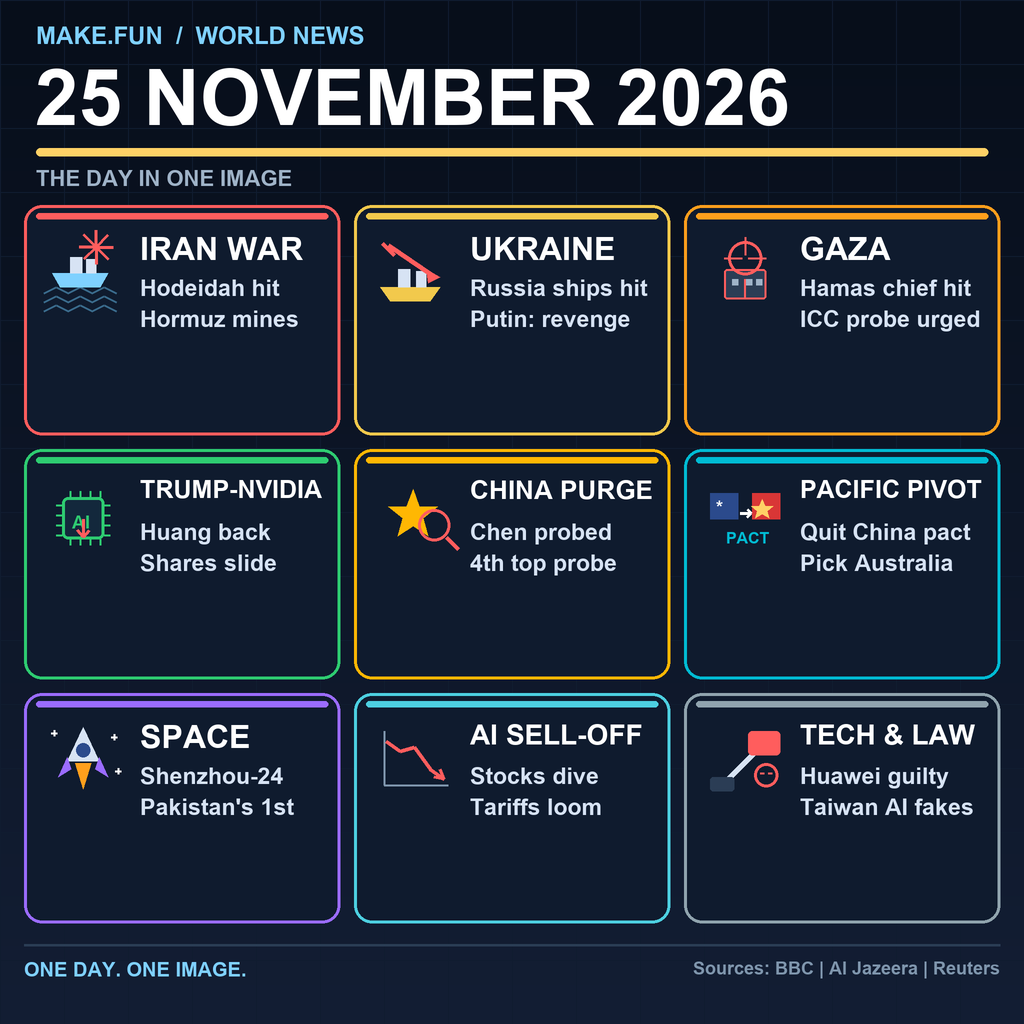 MAKE.FUN / WORLD NEWS
25 NOVEMBER 2026
THE DAY IN ONE IMAGE
IRAN WAR
Hodeidah hit
Hormuz mines
UKRAINE
Russia ships hit
Putin: revenge
GAZA
Hamas chief hit
ICC probe urged
AI
TRUMP-NVIDIA
Huang back
Shares slide
CHINA PURGE
Chen probed
4th top probe
*
PACT
PACIFIC PIVOT
Quit China pact
Pick Australia
SPACE
Shenzhou-24
Pakistan's 1st
AI SELL-OFF
Stocks dive
Tariffs loom
TECH & LAW
Huawei guilty
Taiwan AI fakes
ONE DAY. ONE IMAGE.
Sources: BBC | Al Jazeera | Reuters